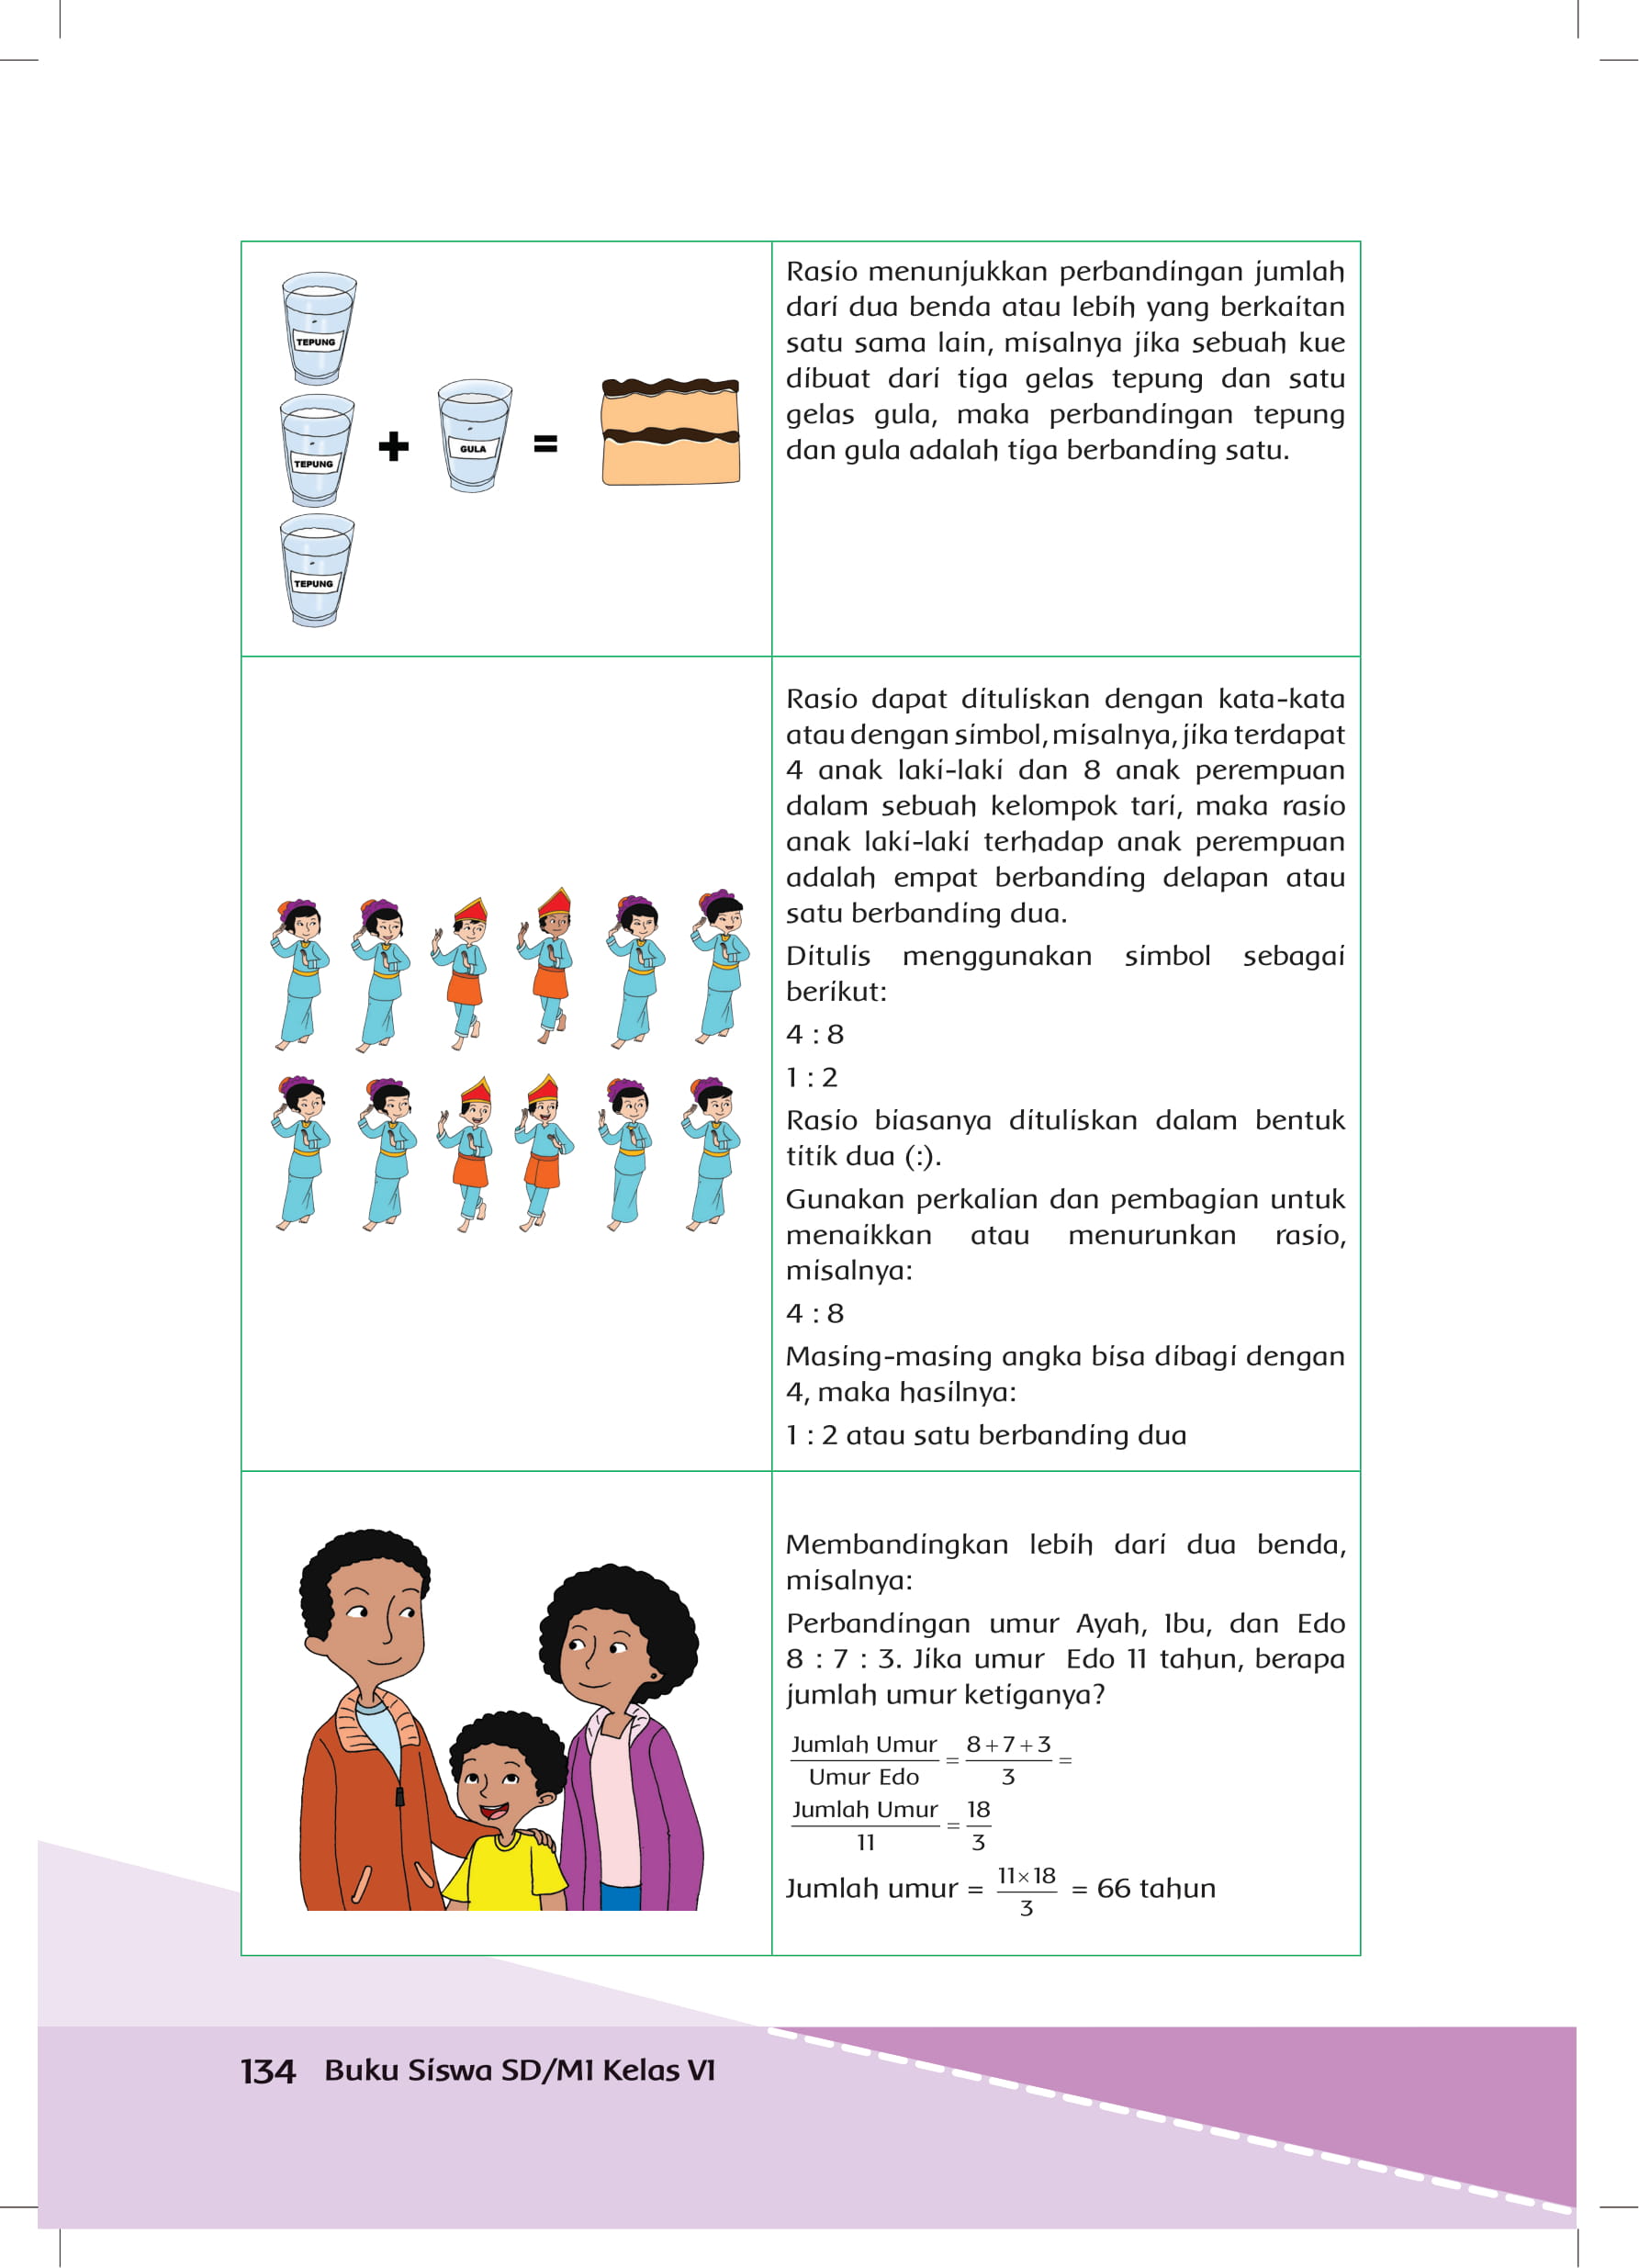 TEPUNG
TEPUNG
TEPUNG
+
GULA
=
Rasio menunjukkan perbandingan jumlah
dari dua benda atau lebih yang berkaitan
satu sama lain, misalnya jika sebuah kue
dibuat dari tiga gelas tepung dan satu
gelas gula, maka perbandingan tepung
dan gula adalah tiga berbanding satu.
Rasio dapat dituliskan dengan kata-kata
atau dengan simbol, misalnya, jika terdapat
4 anak laki-laki dan 8 anak perempuan
dalam sebuah kelompok tari, maka rasio
anak laki-laki terhadap anak perempuan
adalah empat berbanding delapan atau
satu berbanding dua.
Ditulis menggunakan simbol sebagai
berikut:
4 : 8
1 : 2
Rasio biasanya dituliskan dalam bentuk
titik dua (:).
Gunakan perkalian dan pembagian untuk
menaikkan atau menurunkan rasio,
misalnya:
4 : 8
Masing-masing angka bisa dibagi dengan
4, maka hasilnya:
1 : 2 atau satu berbanding dua
Membandingkan lebih dari dua benda,
misalnya:
Perbandingan umur Ayah, Ibu, dan Edo
8 : 7 : 3. Jika umur Edo 11 tahun, berapa
jumlah umur ketiganya?
Jumlah Umur / Umur Edo = 8 + 7 + 3 / 3 =
Jumlah Umur / 11 = 18 / 3
Jumlah umur = 11 × 18 / 3 = 66 tahun
134 Buku Siswa SD/MI Kelas VI